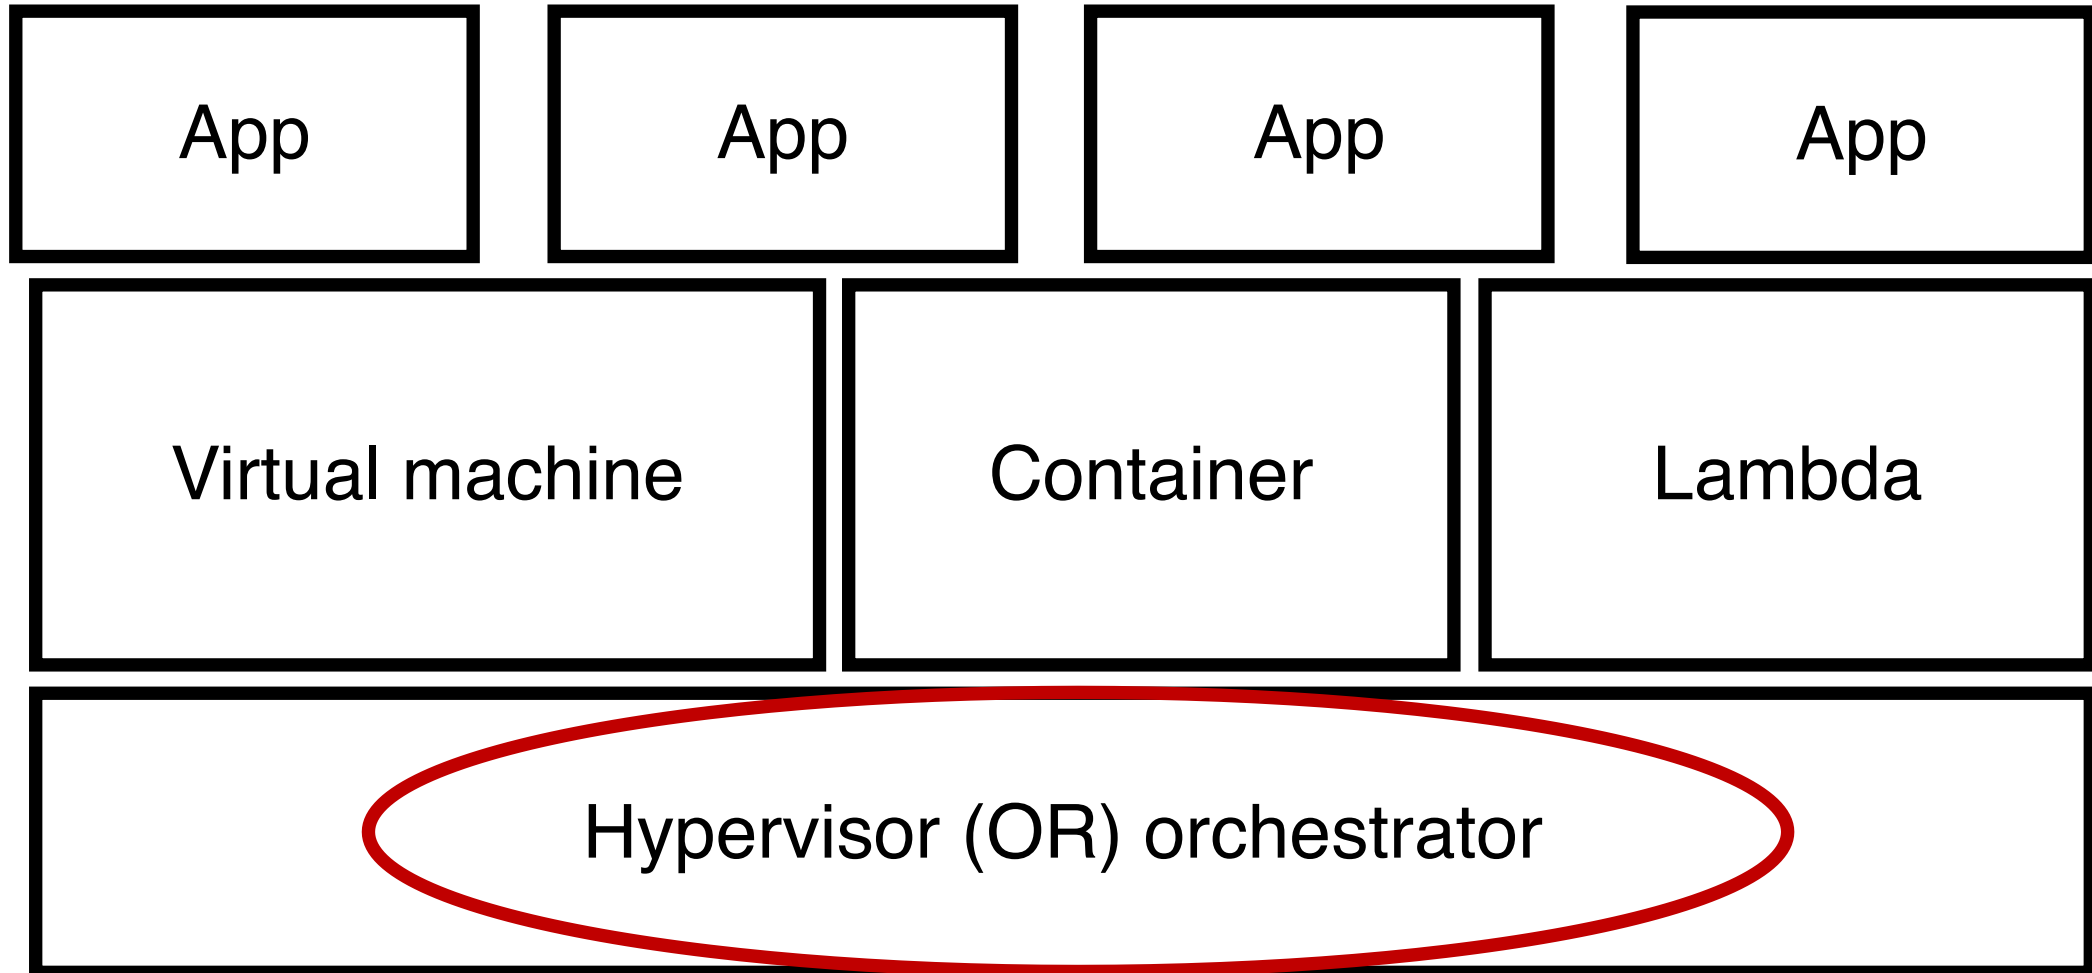 App App App App
Virtual machine Container Lambda
Hypervisor (OR) orchestrator